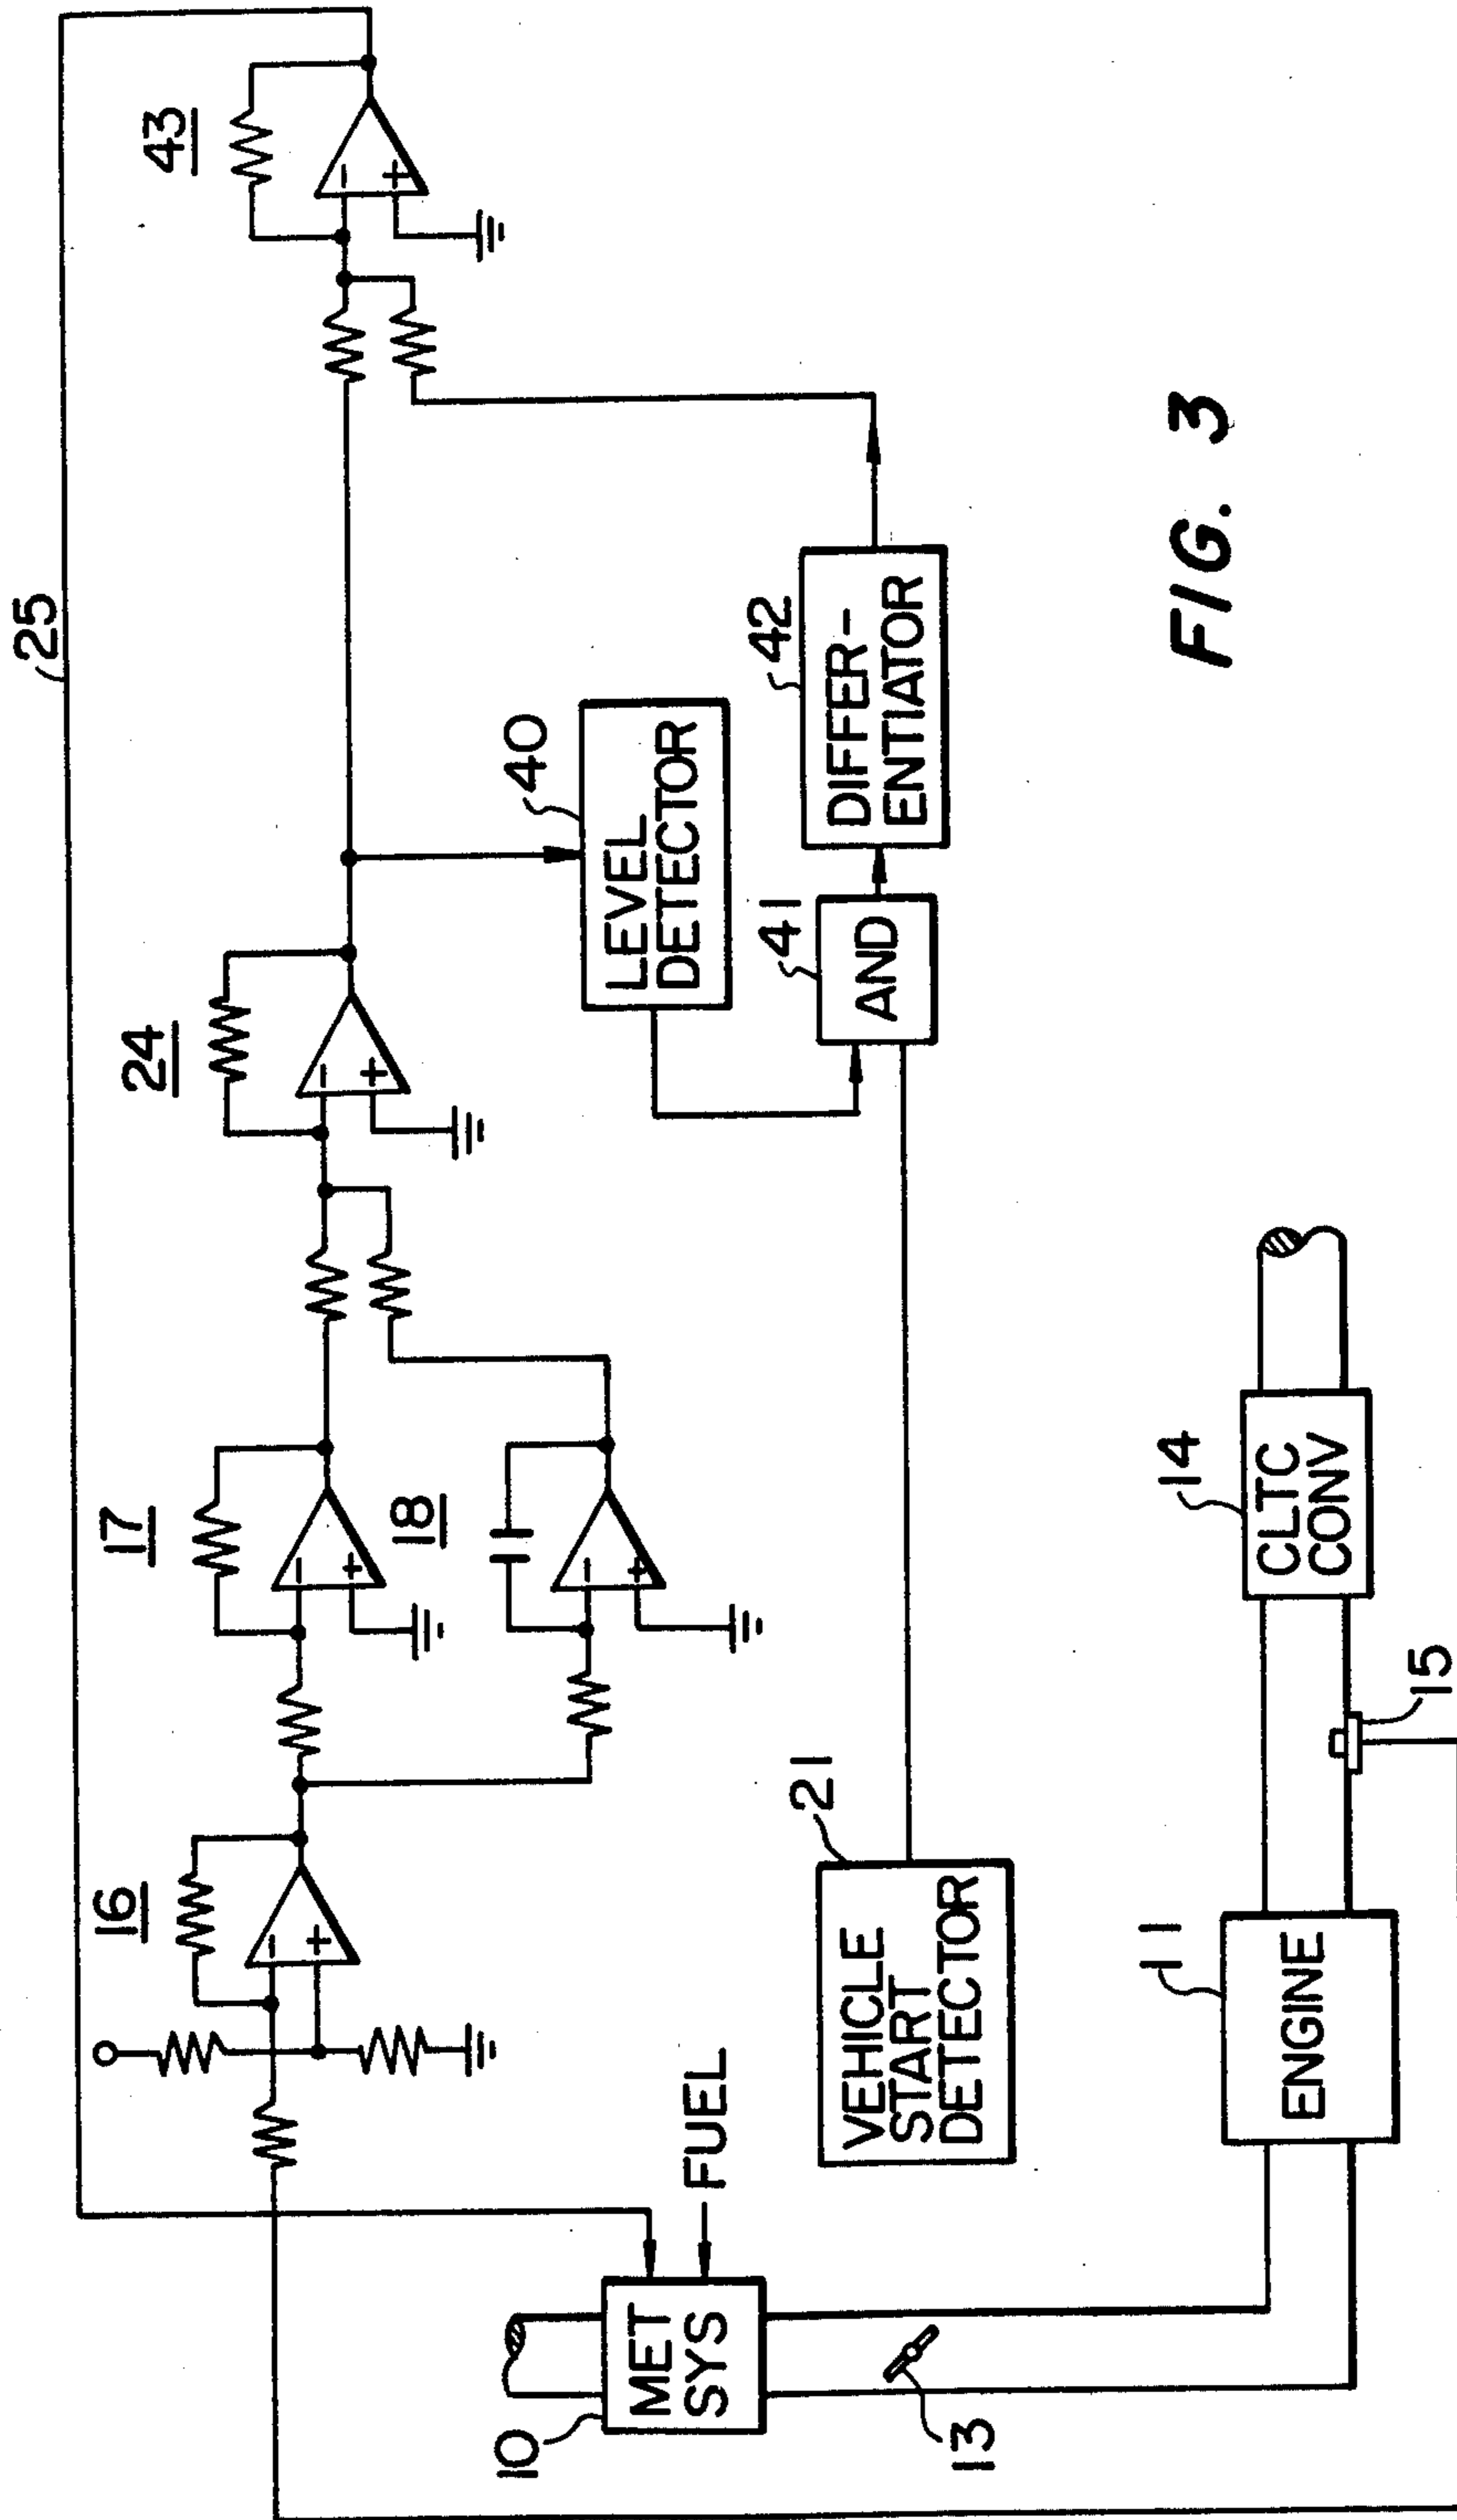 25
16
17
18
24
43
LEVEL
DETECTOR
40
AND
41
DIFFER-
ENTIATOR
42
VEHICLE
START
DETECTOR
21
MET
SYS
10
FUEL
13
ENGINE
11
CLTC
CONV
14
15
- + - + - + - + - + - +
FIG. 3